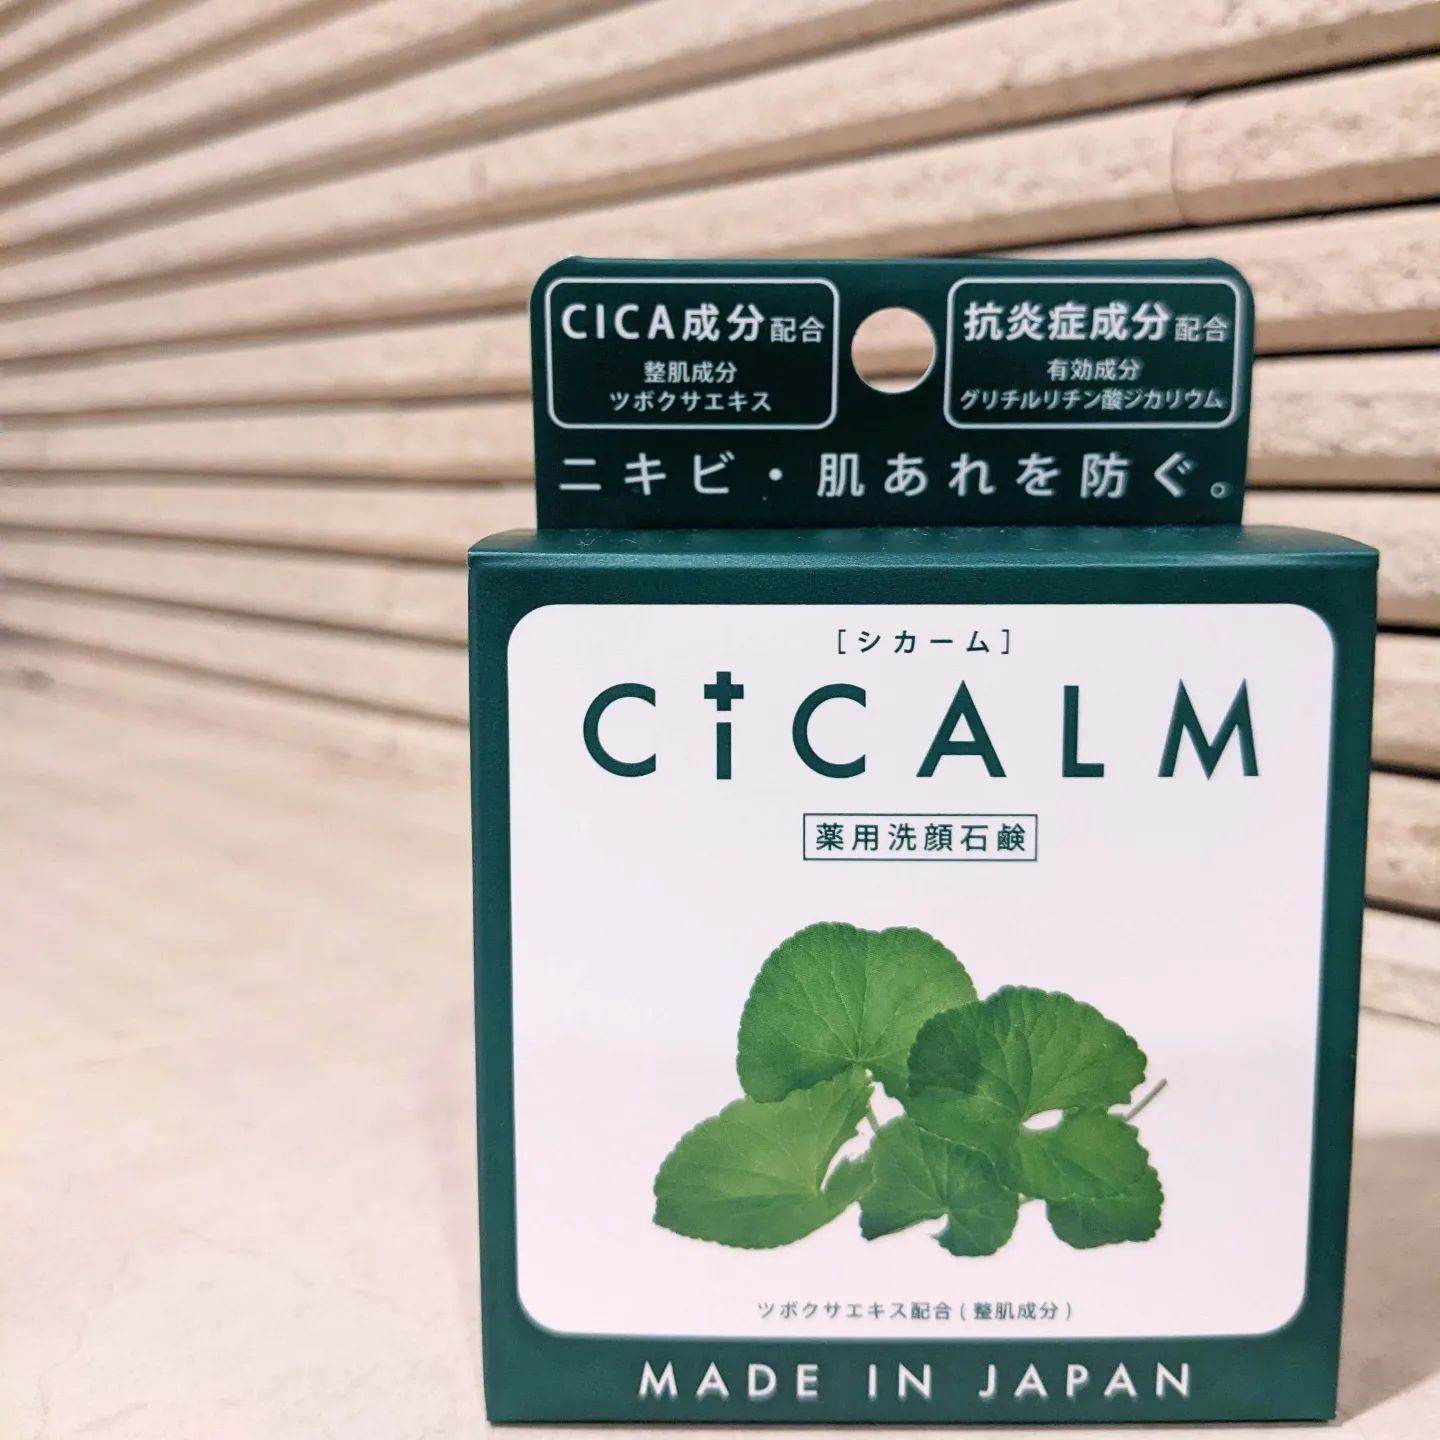 CICA成分配合
整肌成分
ツボクサエキス
抗炎症成分配合
有効成分
グリチルリチン酸ジカリウム
ニキビ・肌あれを防ぐ。
[シカーム]
CiCALM
薬用洗顔石鹸
ツボクサエキス配合(整肌成分)
MADE IN JAPAN